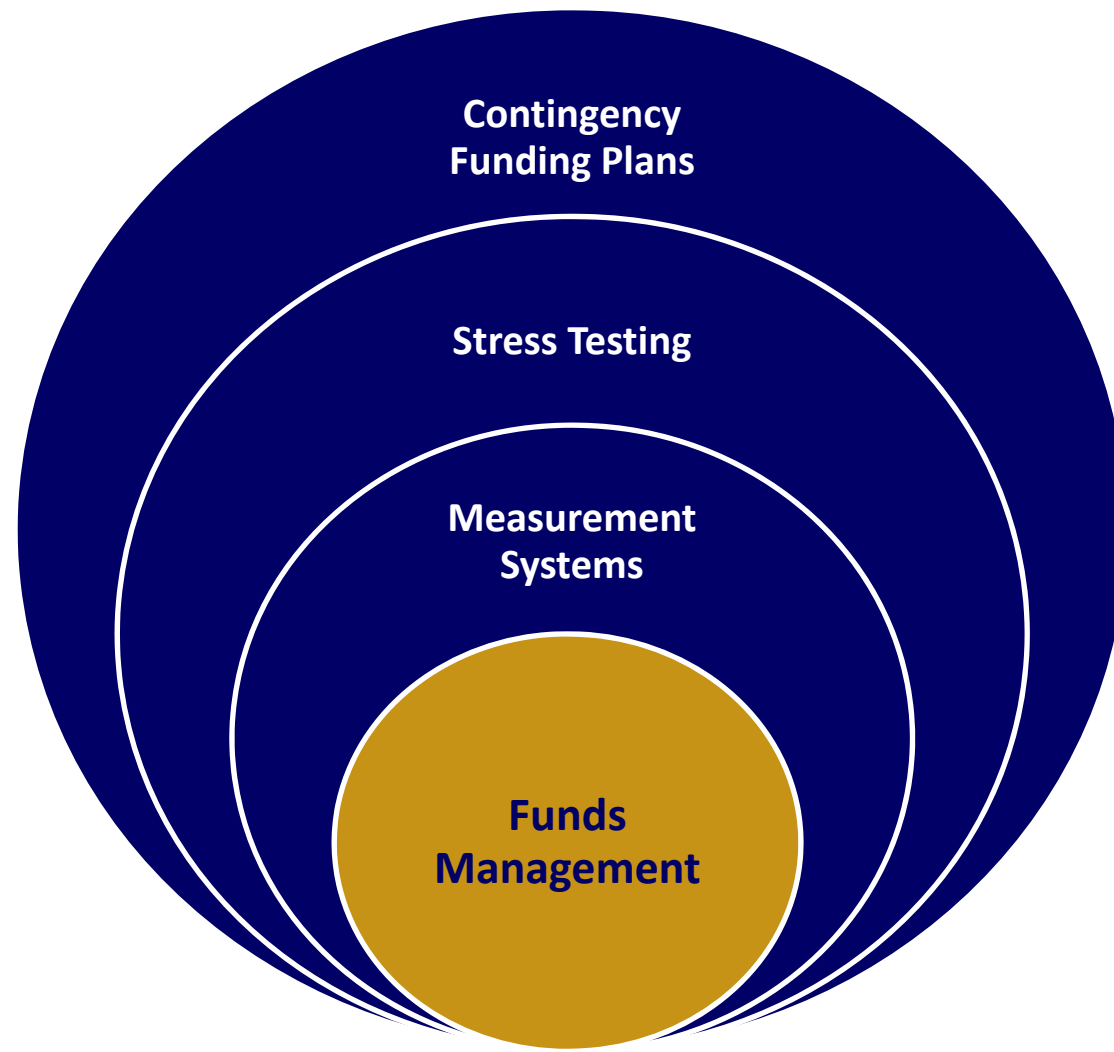 Contingency
Funding Plans
Stress Testing
Measurement
Systems
Funds
Management